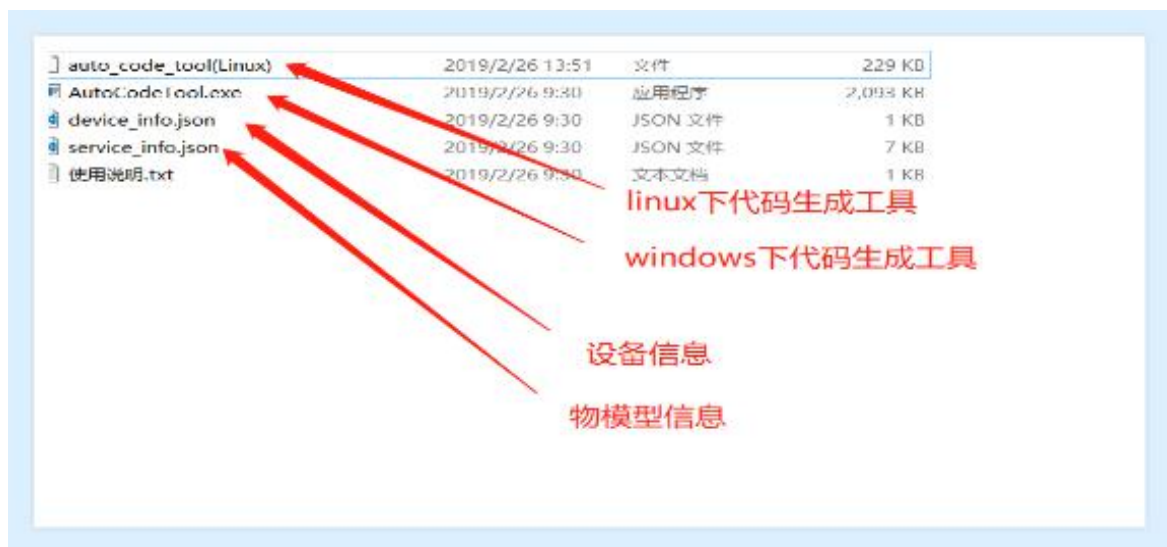 auto_code_tool(Linux) 2019/2/26 13:51 文件 229 KB
AutoCodeTool.exe 2019/2/26 9:30 应用程序 2,093 KB
device_info.json 2019/2/26 9:30 JSON 文件 1 KB
service_info.json 2019/2/26 9:30 JSON 文件 7 KB
使用说明.txt 2019/2/26 9:30 文本文档 1 KB
linux下代码生成工具
windows下代码生成工具
设备信息
物模型信息